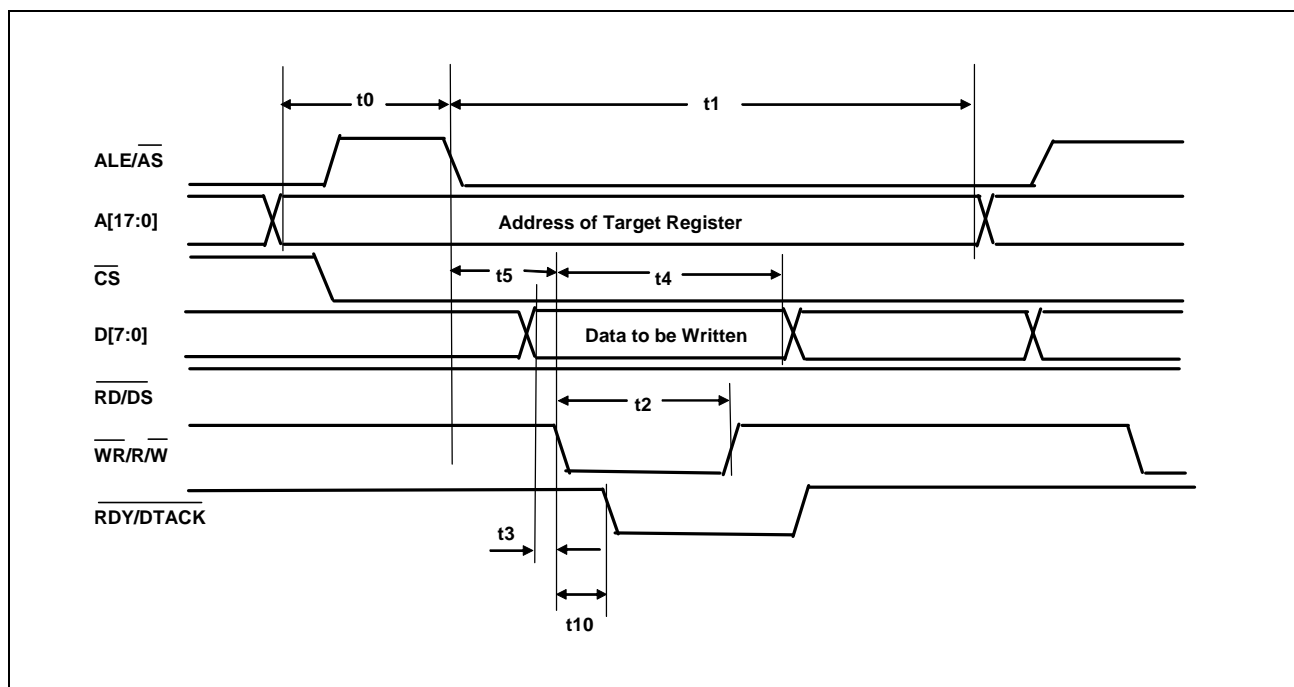 t0
t1
ALE/AS
A[17:0]
Address of Target Register
CS
t5
t4
D[7:0]
Data to be Written
RD/DS
t2
WR/R/W
RDY/DTACK
t3
t10